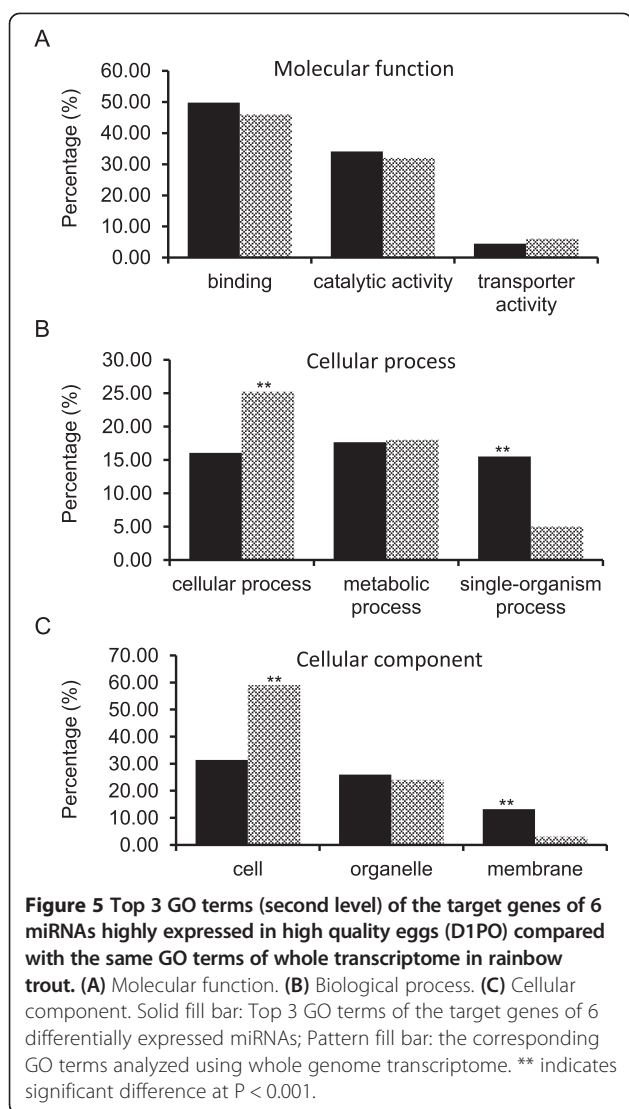 A
Molecular function
Percentage (%)
60.00
50.00
40.00
30.00
20.00
10.00
0.00
binding
catalytic activity
transporter
activity
B
Cellular process
Percentage (%)
30.00
25.00
20.00
15.00
10.00
5.00
0.00
**
**
cellular process
metabolic
process
single-organism
process
C
Cellular component
Percentage (%)
70.00
60.00
50.00
40.00
30.00
20.00
10.00
0.00
**
**
cell
organelle
membrane
Figure 5 Top 3 GO terms (second level) of the target genes of 6
miRNAs highly expressed in high quality eggs (D1PO) compared
with the same GO terms of whole transcriptome in rainbow
trout. (A) Molecular function. (B) Biological process. (C) Cellular
component. Solid fill bar: Top 3 GO terms of the target genes of 6
differentially expressed miRNAs; Pattern fill bar: the corresponding
GO terms analyzed using whole genome transcriptome. ** indicates
significant difference at P < 0.001.